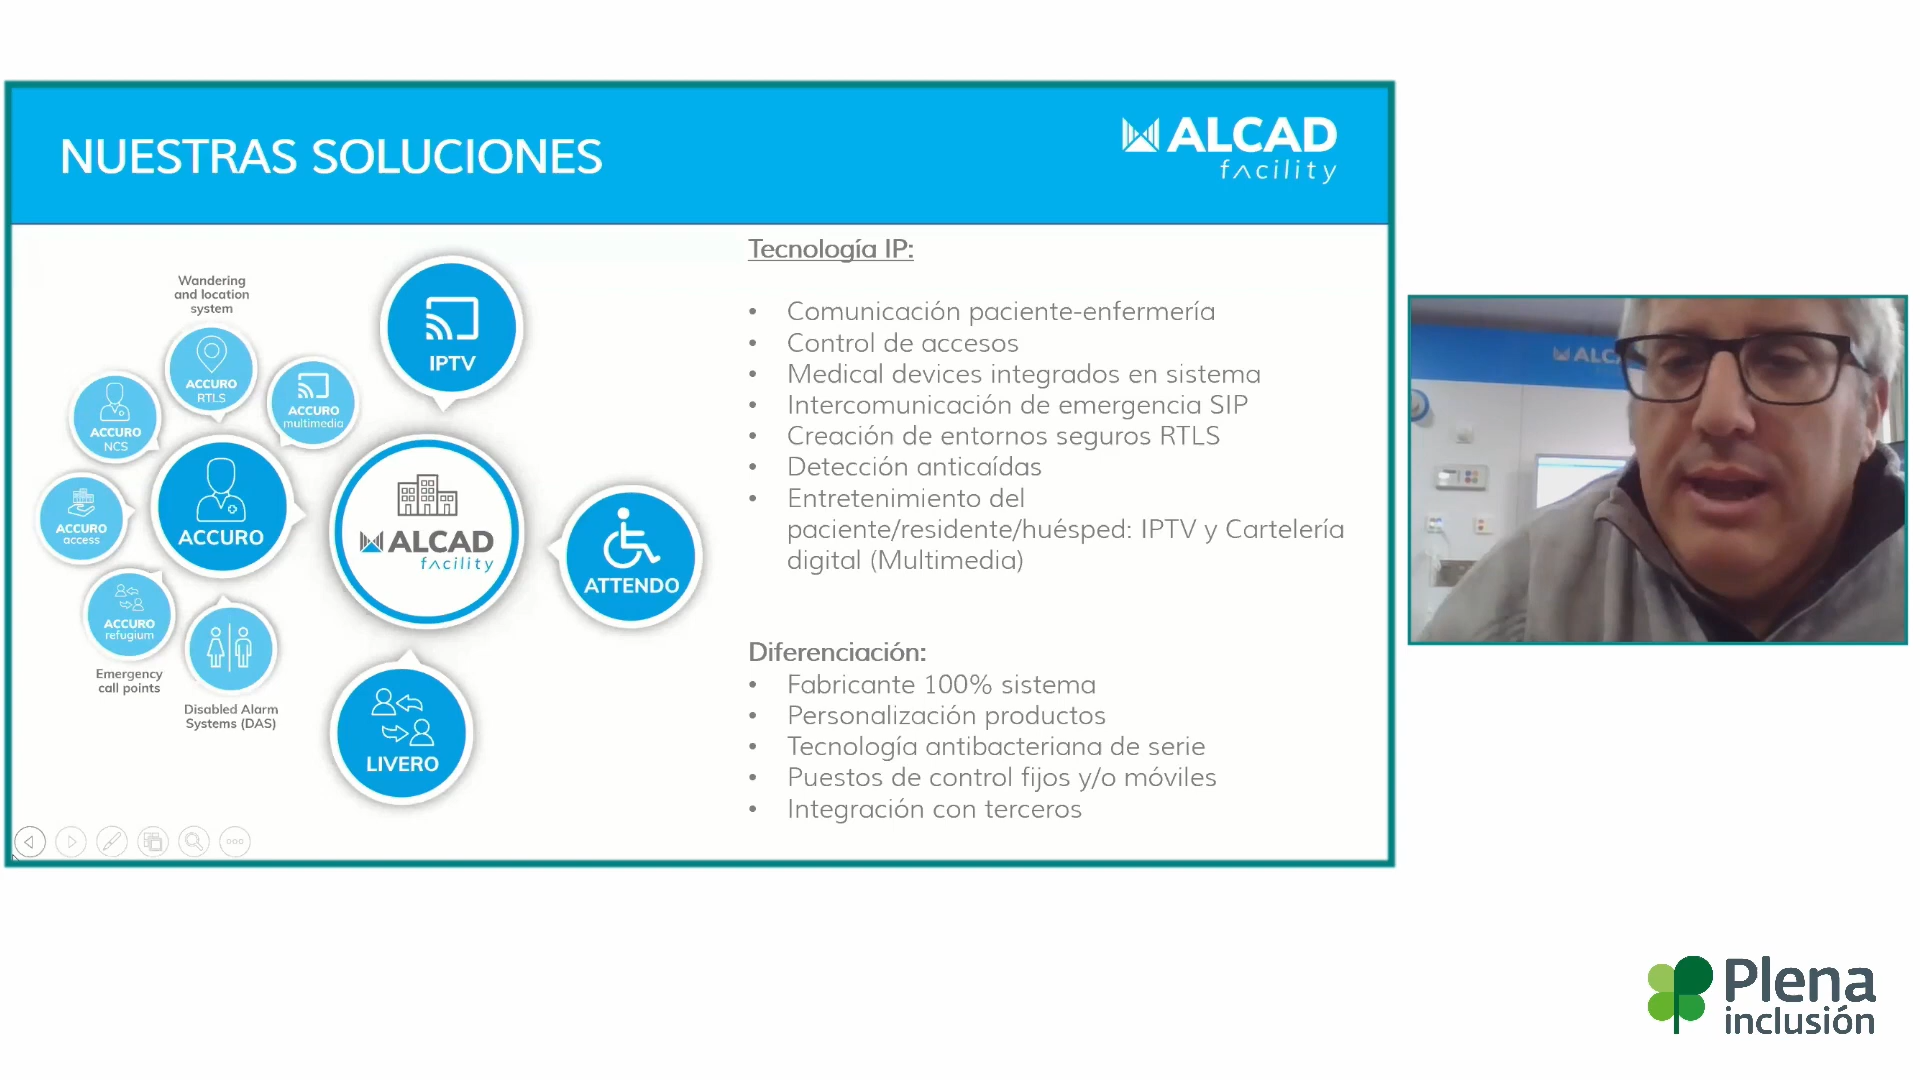 NUESTRAS SOLUCIONES
ALCAD
fᴧcility
Wandering
and location
system
ACCURO
RTLS
ACCURO
multimedia
ACCURO
NCS
IPTV
ACCURO
access
ACCURO
ALCAD
fᴧcility
ATTENDO
ACCURO
refugium
Emergency
call points
Disabled Alarm
Systems (DAS)
LIVERO
Tecnología IP:
• Comunicación paciente-enfermería
• Control de accesos
• Medical devices integrados en sistema
• Intercomunicación de emergencia SIP
• Creación de entornos seguros RTLS
• Detección anticaídas
• Entretenimiento del
paciente/residente/huésped: IPTV y Cartelería
digital (Multimedia)
Diferenciación:
• Fabricante 100% sistema
• Personalización productos
• Tecnología antibacteriana de serie
• Puestos de control fijos y/o móviles
• Integración con terceros
ALCA
Plena
inclusión